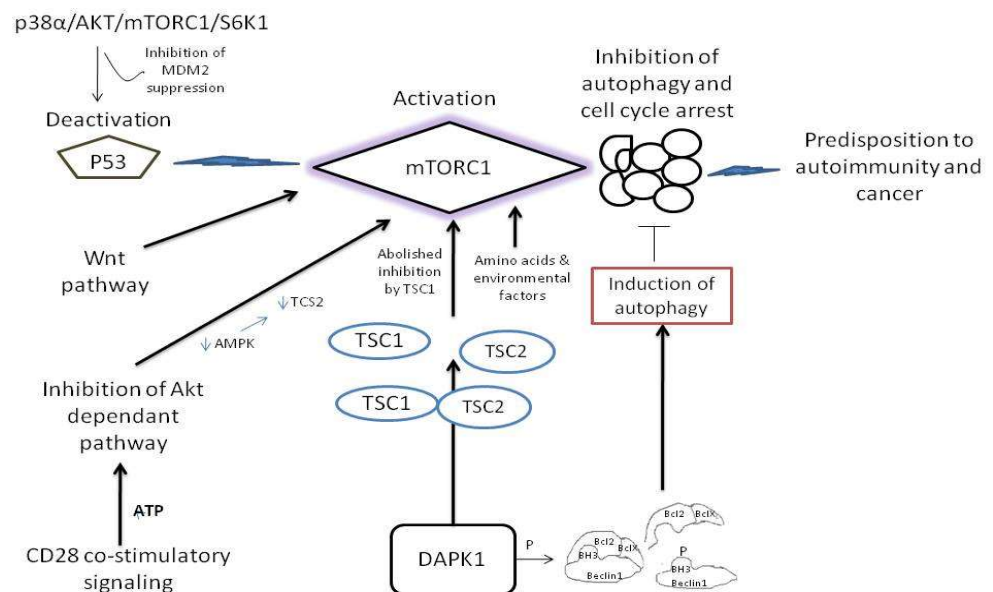 p38α/AKT/mTORC1/S6K1
Inhibition of
MDM2
suppression
Deactivation
P53
Activation
mTORC1
Inhibition of
autophagy and
cell cycle arrest
Predisposition to
autoimmunity and
cancer
Wnt
pathway
Abolished
inhibition
by TSC1
Amino acids &
environmental
factors
Induction of
autophagy
TCS2
AMPK
TSC1
TSC2
TSC1
TSC2
Inhibition of Akt
dependant
pathway
ATP
CD28 co-stimulatory
signaling
DAPK1
P
Bcl2
BclX
BH3
Beclin1
Bcl2
BclX
P
BH3
Beclin1